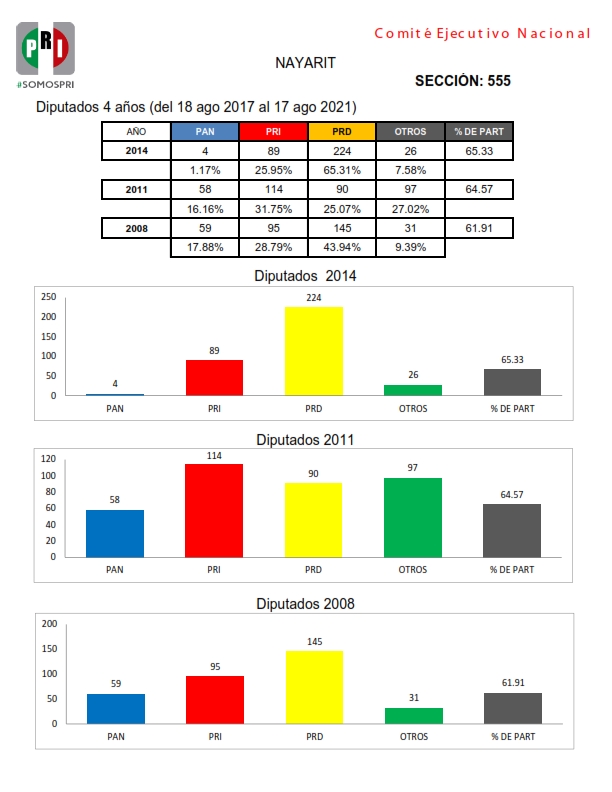 Comité Ejecutivo Nacional
PRI
#SOMOSPRI
NAYARIT
SECCIÓN: 555
Diputados 4 años (del 18 ago 2017 al 17 ago 2021)
AÑO PAN PRI PRD OTROS % DE PART
2014 4 89 224 26 65.33
1.17% 25.95% 65.31% 7.58%
2011 58 114 90 97 64.57
16.16% 31.75% 25.07% 27.02%
2008 59 95 145 31 61.91
17.88% 28.79% 43.94% 9.39%
Diputados 2014
250
200
150
100
50
0
4
89
224
26
65.33
PAN PRI PRD OTROS % DE PART
Diputados 2011
120
100
80
60
40
20
0
58
114
90
97
64.57
PAN PRI PRD OTROS % DE PART
Diputados 2008
200
150
100
50
0
59
95
145
31
61.91
PAN PRI PRD OTROS % DE PART